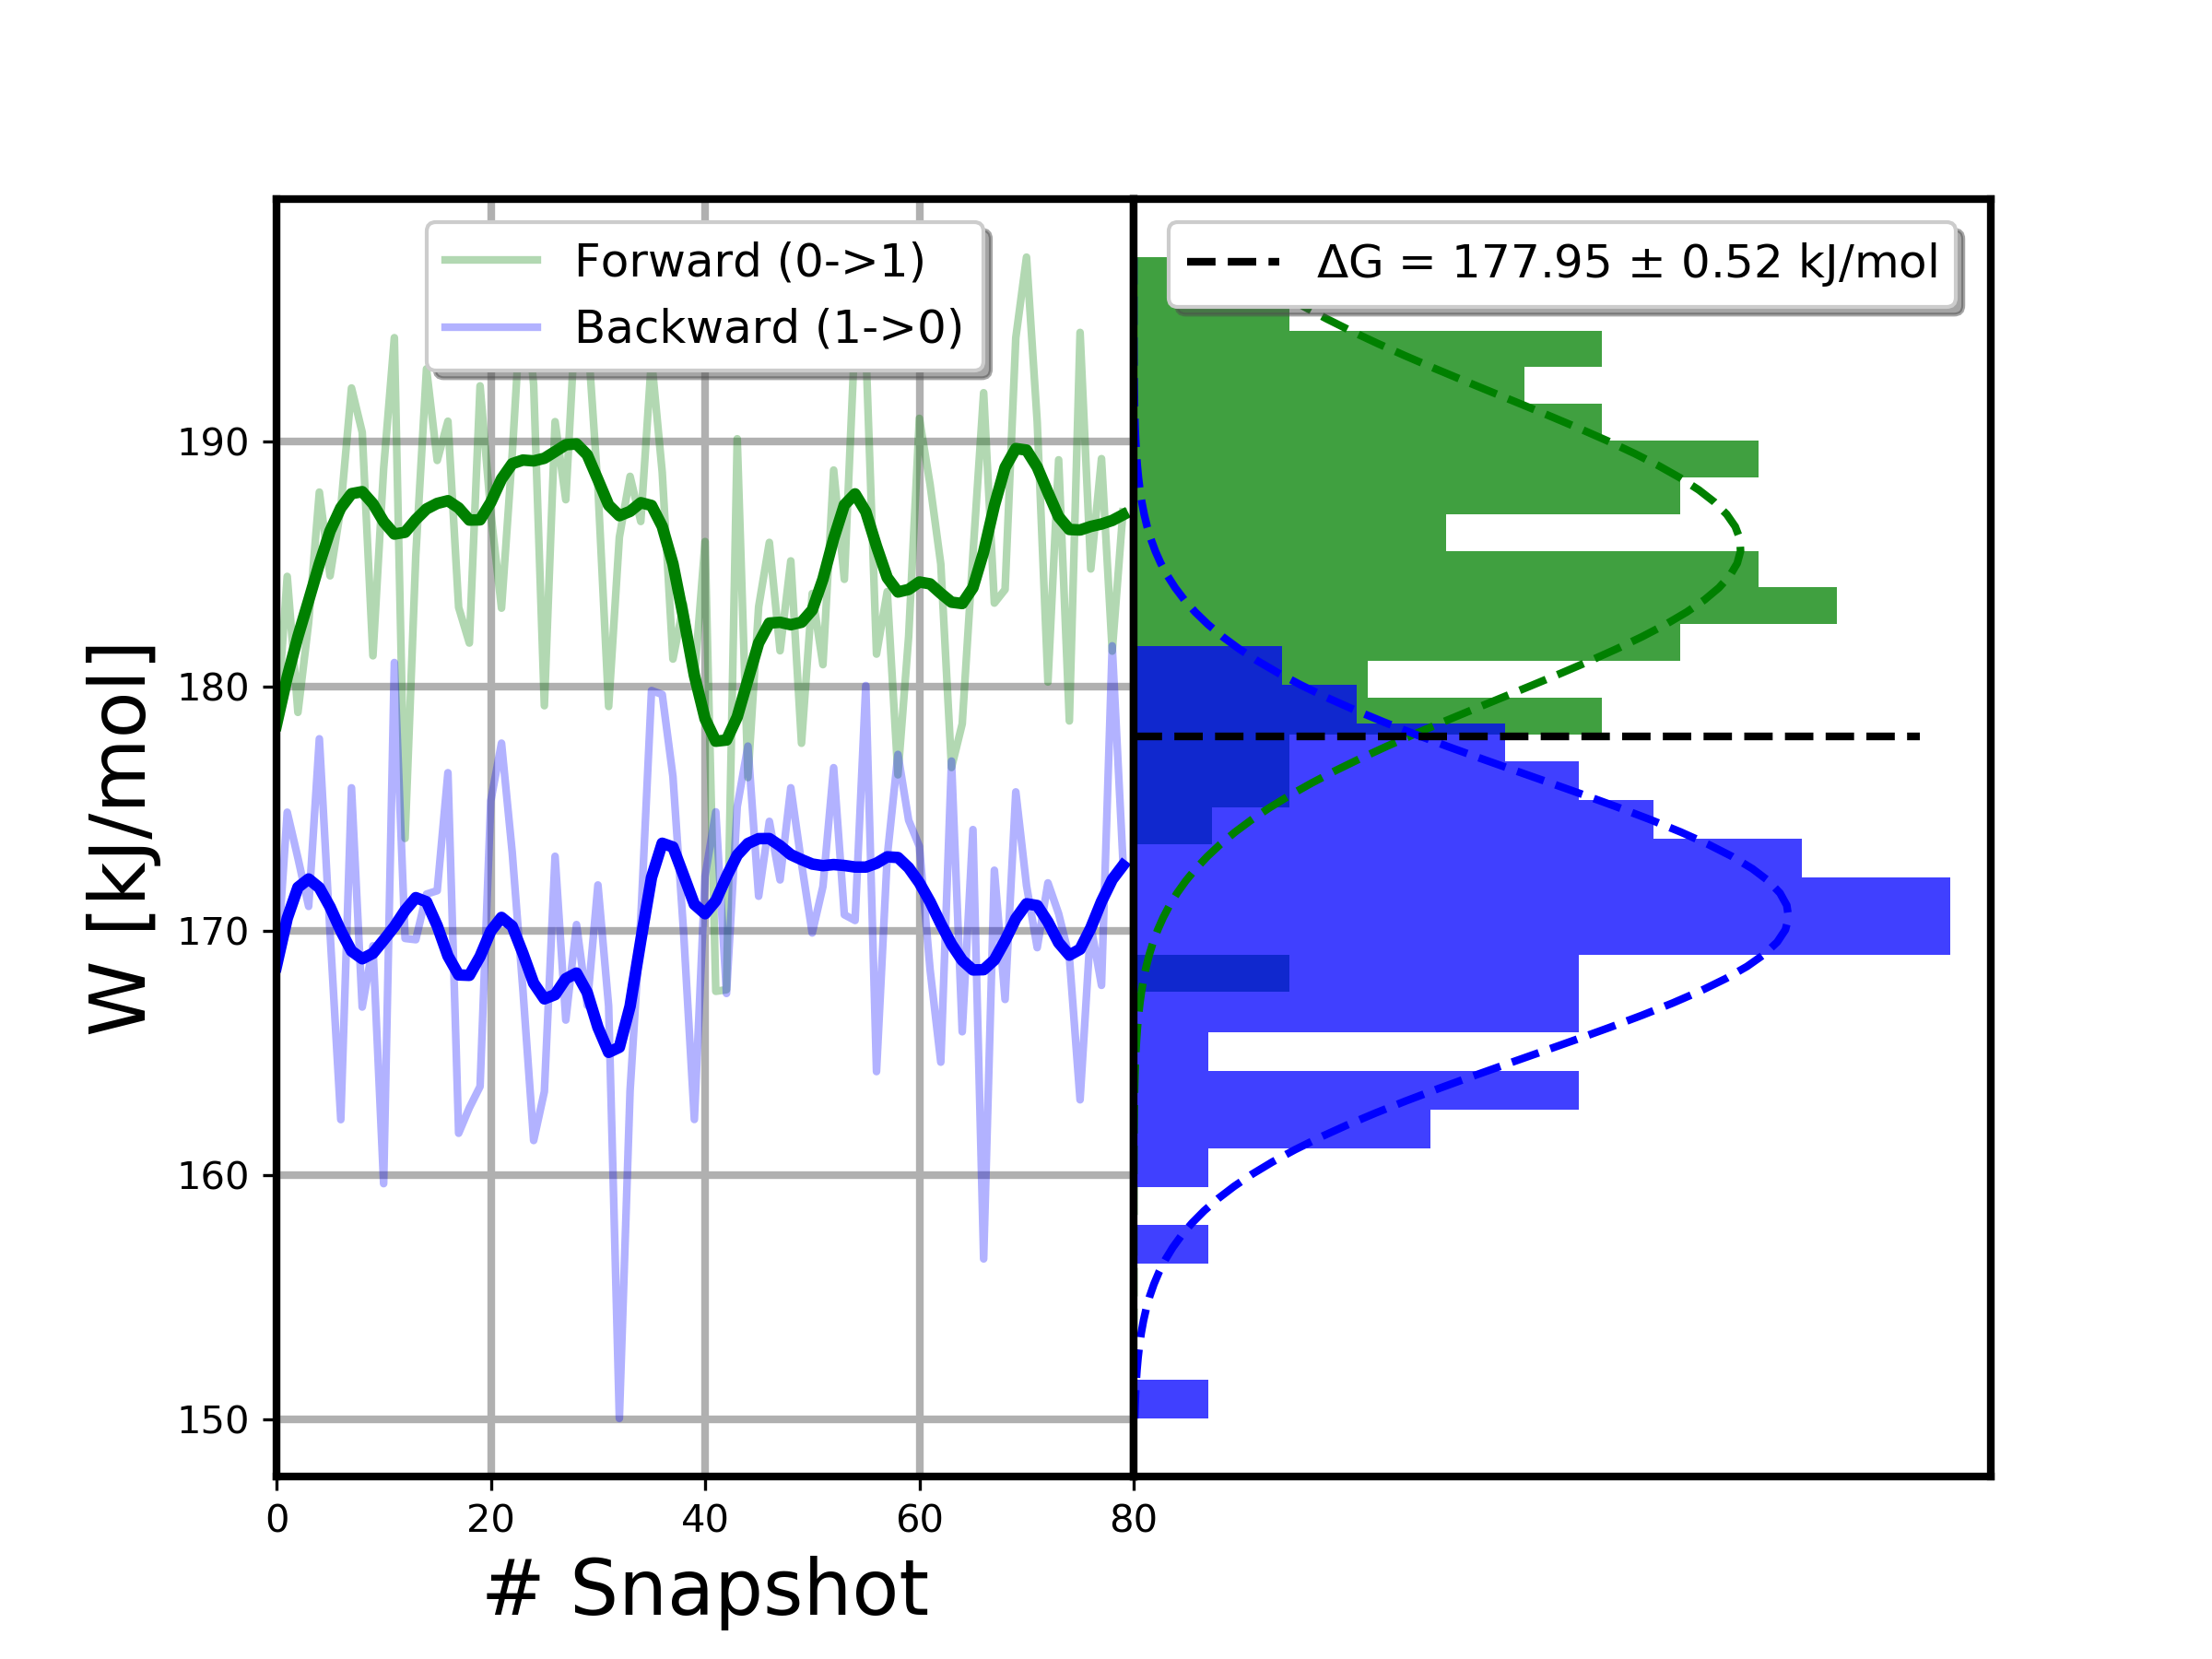 Forward (0->1)
Backward (1->0)
ΔG = 177.95 ± 0.52 kJ/mol
W [kJ/mol]
190
180
170
160
150
0 20 40 60 80
# Snapshot